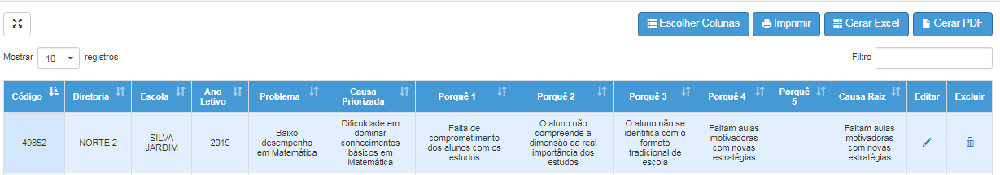 Escolher Colunas Imprimir Gerar Excel Gerar PDF
Mostrar 10 registros Filtro
Código Diretoria Escola Ano Letivo Problema Causa Priorizada Porquê 1 Porquê 2 Porquê 3 Porquê 4 Porquê 5 Causa Raiz Editar Excluir
49852
NORTE 2
SILVA
JARDIM
2019
Baixo
desempenho
em Matemática
Dificuldade em
dominar
conhecimentos
básicos em
Matemática
Falta de
comprometimento
dos alunos com os
estudos
O aluno não
compreende a
dimensão da real
importância dos
estudos
O aluno não se
identifica com o
formato
tradicional de
escola
Faltam aulas
motivadoras
com novas
estratégias
Faltam aulas
motivadoras
com novas
estratégias